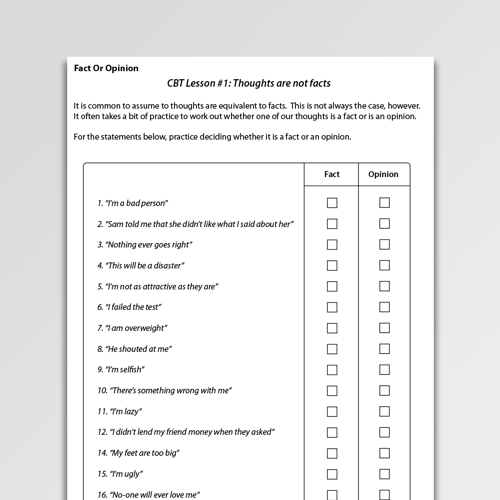 Fact Or Opinion
CBT Lesson #1: Thoughts are not facts
It is common to assume to thoughts are equivalent to facts. This is not always the case, however.
It often takes a bit of practice to work out whether one of our thoughts is a fact or is an opinion.
For the statements below, practice deciding whether it is a fact or an opinion.
Fact Opinion
1. “I’m a bad person”
2. “Sam told me that she didn’t like what I said about her”
3. “Nothing ever goes right”
4. “This will be a disaster”
5. “I’m not as attractive as they are”
6. “I failed the test”
7. “I am overweight”
8. “He shouted at me”
9. “I’m selfish”
10. “There’s something wrong with me”
11. “I’m lazy”
12. “I didn’t lend my friend money when they asked”
14. “My feet are too big”
15. “I’m ugly”
16. “No-one will ever love me”